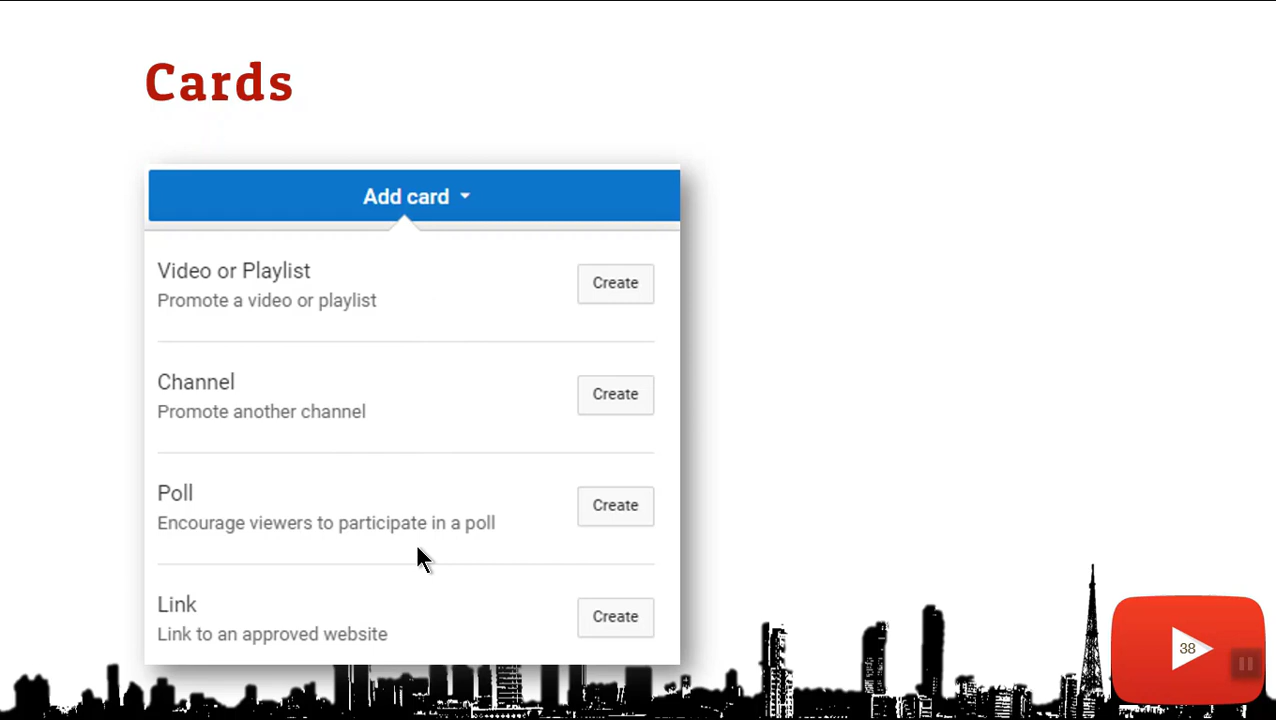 Cards
Add card
Video or Playlist
Promote a video or playlist
Create
Channel
Promote another channel
Create
Poll
Encourage viewers to participate in a poll
Create
Link
Link to an approved website
Create
38